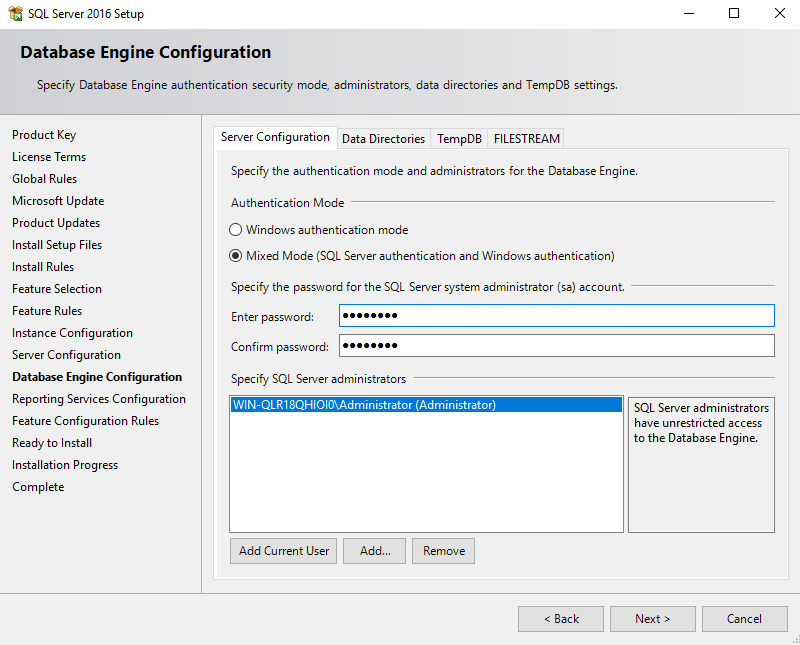 SQL Server 2016 Setup
Database Engine Configuration
Specify Database Engine authentication security mode, administrators, data directories and TempDB settings.
Product Key
License Terms
Global Rules
Microsoft Update
Product Updates
Install Setup Files
Install Rules
Feature Selection
Feature Rules
Instance Configuration
Server Configuration
Database Engine Configuration
Reporting Services Configuration
Feature Configuration Rules
Ready to Install
Installation Progress
Complete
Server Configuration Data Directories TempDB FILESTREAM
Specify the authentication mode and administrators for the Database Engine.
Authentication Mode
Windows authentication mode
Mixed Mode (SQL Server authentication and Windows authentication)
Specify the password for the SQL Server system administrator (sa) account.
Enter password: ●●●●●●●●
Confirm password: ●●●●●●●●
Specify SQL Server administrators
WIN-QLR18QHIOI0\Administrator (Administrator)
SQL Server administrators
have unrestricted access
to the Database Engine.
Add Current User Add... Remove
< Back Next > Cancel